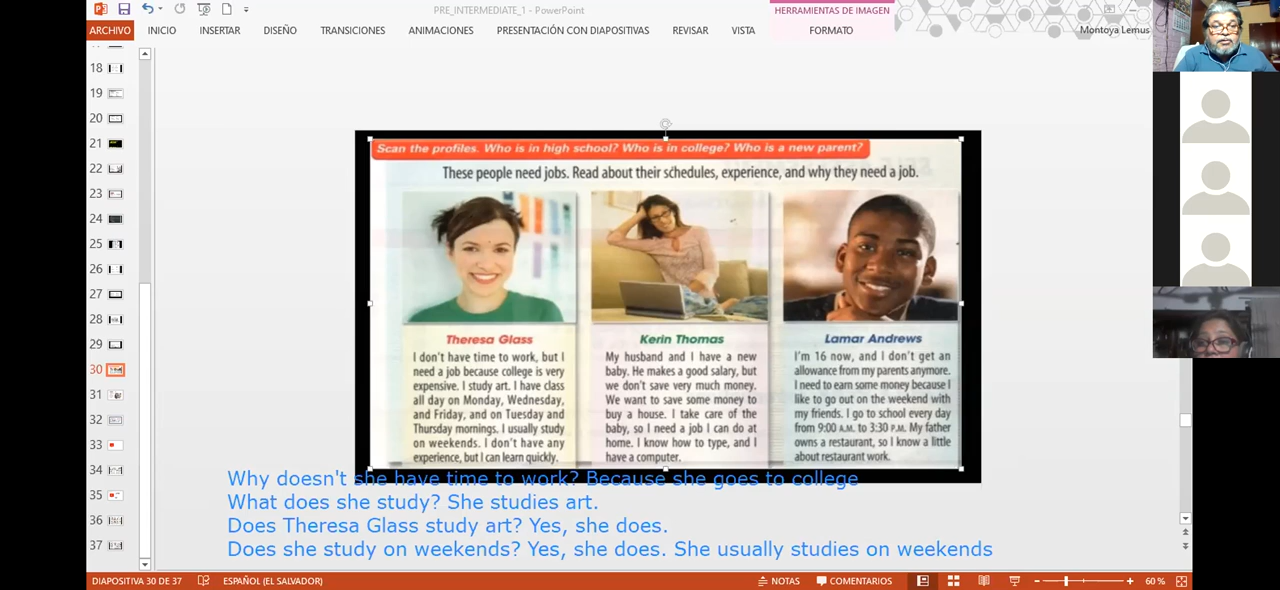 PRE_INTERMEDIATE_1 - PowerPoint
HERRAMIENTAS DE IMAGEN
ARCHIVO INICIO INSERTAR DISEÑO TRANSICIONES ANIMACIONES PRESENTACIÓN CON DIAPOSITIVAS REVISAR VISTA FORMATO Montoya Lemus
18
19
20
21
22
23
24
25
26
27
28
29
30
31
32
33
34
35
36
37
Scan the profiles. Who is in high school? Who is in college? Who is a new parent?
These people need jobs. Read about their schedules, experience, and why they need a job.
Theresa Glass
I don't have time to work, but I
need a job because college is very
expensive. I study art. I have class
all day on Monday, Wednesday,
and Friday, and on Tuesday and
Thursday mornings. I usually study
on weekends. I don't have any
experience, but I can learn quickly.
Kerin Thomas
My husband and I have a new
baby. He makes a good salary, but
we don't save very much money.
We want to save some money to
buy a house. I take care of the
baby, so I need a job I can do at
home. I know how to type, and I
have a computer.
Lamar Andrews
I'm 16 now, and I don't get an
allowance from my parents anymore.
I need to earn some money because I
like to go out on the weekend with
my friends. I go to school every day
from 9:00 A.M. to 3:30 P.M. My father
owns a restaurant, so I know a little
about restaurant work.
Why doesn't she have time to work? Because she goes to college
What does she study? She studies art.
Does Theresa Glass study art? Yes, she does.
Does she study on weekends? Yes, she does. She usually studies on weekends
DIAPOSITIVA 30 DE 37 ESPAÑOL (EL SALVADOR) NOTAS COMENTARIOS 60 %